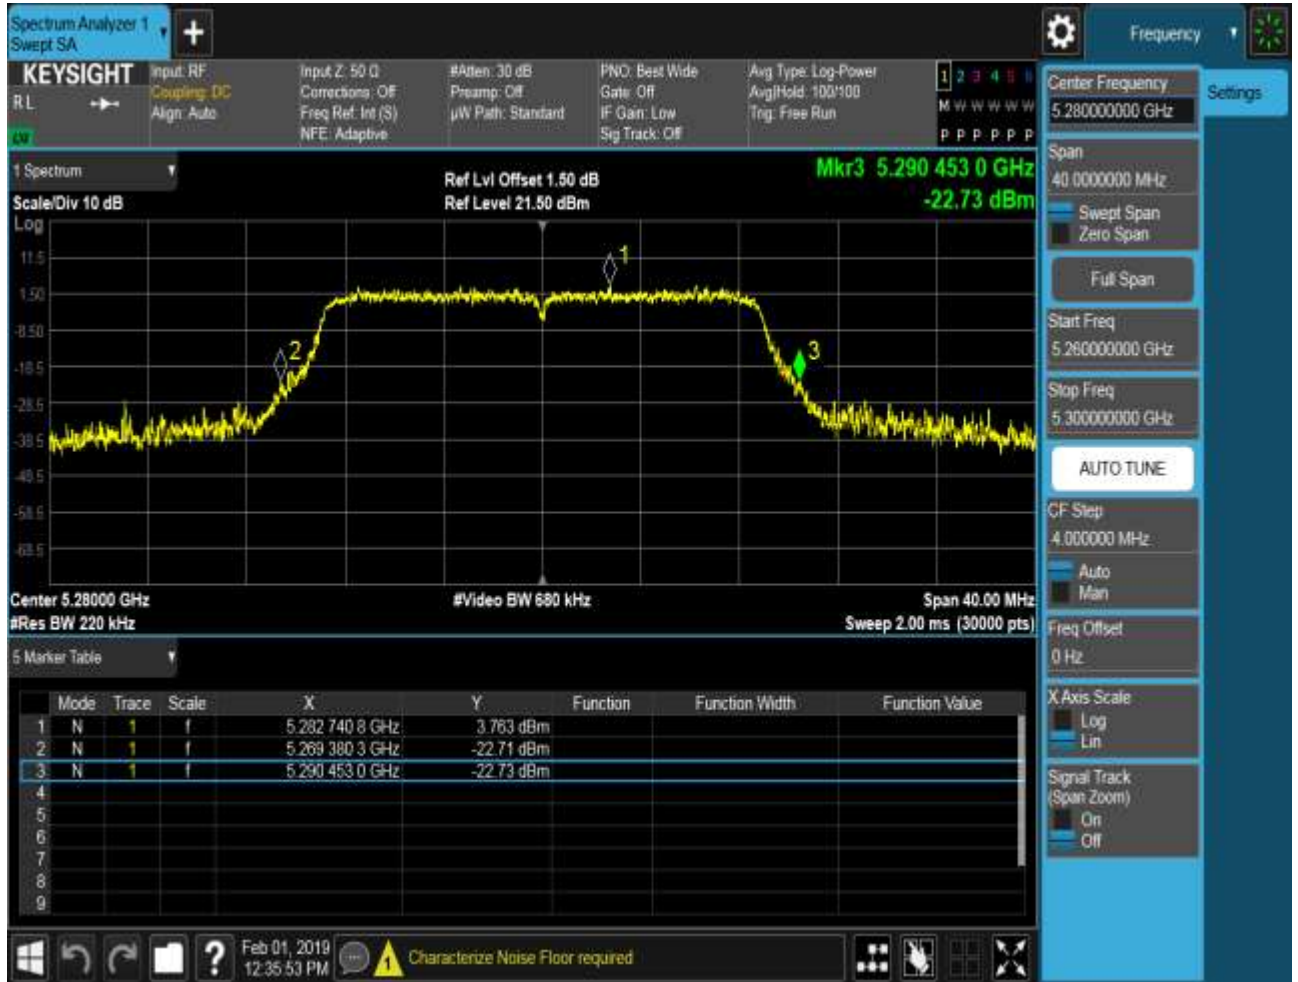 Spectrum Analyzer 1
Swept SA
Frequency
KEYSIGHT
R L
Input: RF
Coupling: DC
Align: Auto
Input Z: 50 Ω
Corrections: Off
Freq Ref: Int (S)
NFE: Adaptive
#Atten: 30 dB
Preamp: Off
µW Path: Standard
PNO: Best Wide
Gate: Off
IF Gain: Low
Sig Track: Off
Avg Type: Log-Power
Avg|Hold: 100/100
Trig: Free Run
1 2 3 4 5 6
M W W W W W
P P P P P P
1 Spectrum
Scale/Div 10 dB
Ref Lvl Offset 1.50 dB
Ref Level 21.50 dBm
Mkr3 5.290 453 0 GHz
-22.73 dBm
Log
11.5
1.50
-8.50
-18.5
-28.5
-38.5
-48.5
-58.5
-68.5
1
2
3
Center 5.28000 GHz
#Res BW 220 kHz
#Video BW 680 kHz
Span 40.00 MHz
Sweep 2.00 ms (30000 pts)
5 Marker Table
Mode Trace Scale X Y Function Function Width Function Value
1 N 1 f 5.282 740 8 GHz 3.763 dBm
2 N 1 f 5.269 380 3 GHz -22.71 dBm
3 N 1 f 5.290 453 0 GHz -22.73 dBm
4
5
6
7
8
9
Feb 01, 2019
12:35:53 PM
?
1
Characterize Noise Floor required
Settings
Center Frequency
5.280000000 GHz
Span
40.0000000 MHz
Swept Span
Zero Span
Full Span
Start Freq
5.260000000 GHz
Stop Freq
5.300000000 GHz
AUTO TUNE
CF Step
4.000000 MHz
Auto
Man
Freq Offset
0 Hz
X Axis Scale
Log
Lin
Signal Track
(Span Zoom)
On
Off